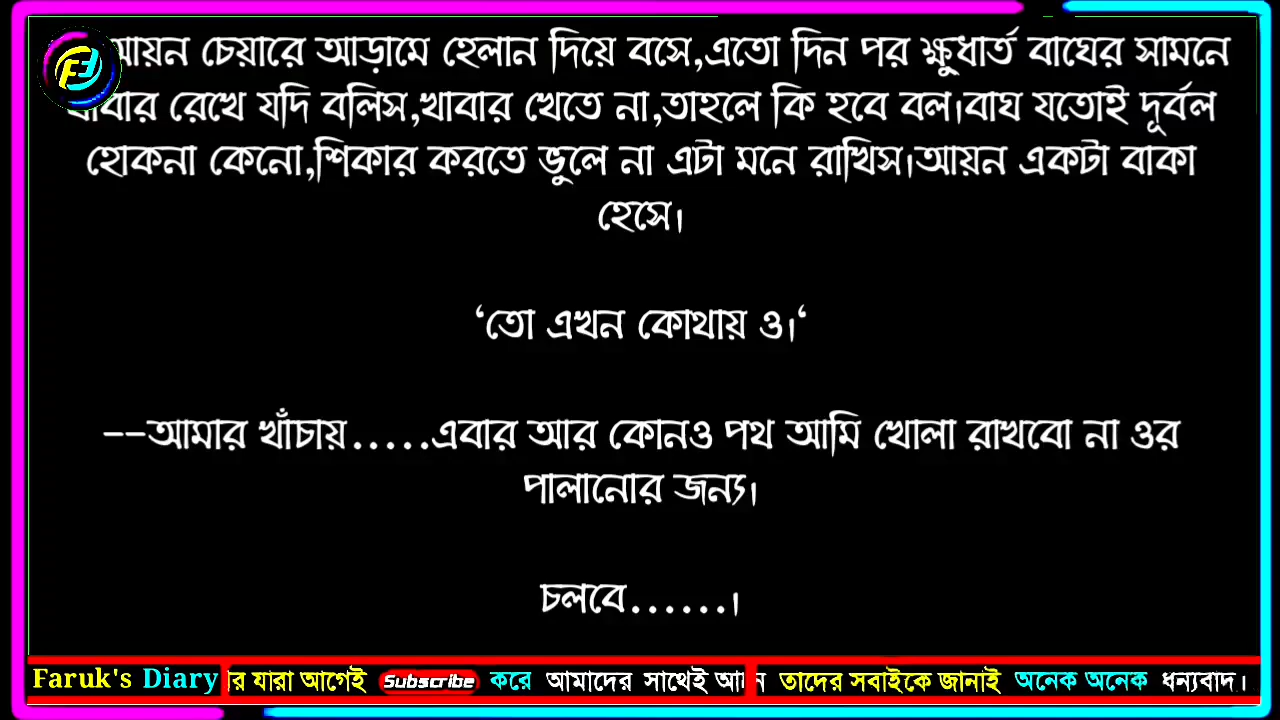 চেয়ারে আড়ামে হেলান দিয়ে বসে,এতো দিন পর ক্ষুধার্ত বাঘের সামনে
রেখে যদি বলিস,খাবার খেতে না,তাহলে কি হবে বল।বাঘ যতোই দূর্বল
হোকনা কেনো,শিকার করতে ভুলে না এটা মনে রাখিস।আয়ন একটা বাকা
হেসে।
‘তো এখন কোথায় ও।‘
--আমার খাঁচায়.....এবার আর কোনও পথ আমি খোলা রাখবো না ওর
পালানোর জন্য।
চলবে......।
Faruk's Diary যারা আগেই Subscribe করে আমাদের সাথেই তাদের সবাইকে জানাই অনেক অনেক ধন্যবাদ।